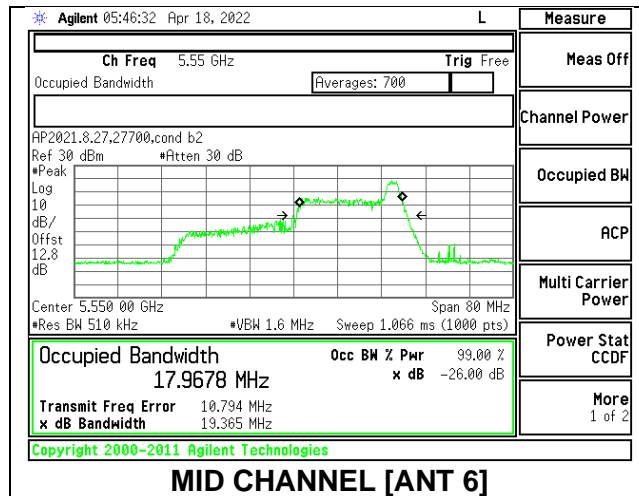 Agilent 05:46:32 Apr 18, 2022 L Measure
Ch Freq 5.55 GHz Trig Free
Meas Off
Occupied Bandwidth Averages: 700
Channel Power
AP2021.8.27,27700,cond b2
Ref 30 dBm #Atten 30 dB
#Peak
Log
10
dB/
Offst
12.8
dB
Occupied BW
ACP
Multi Carrier
Power
Center 5.550 00 GHz Span 80 MHz
#Res BW 510 kHz #VBW 1.6 MHz Sweep 1.066 ms (1000 pts)
Power Stat
CCDF
Occupied Bandwidth Occ BW % Pwr 99.00 %
17.9678 MHz x dB -26.00 dB
Transmit Freq Error 10.794 MHz
x dB Bandwidth 19.365 MHz
More
1 of 2
Copyright 2000-2011 Agilent Technologies
MID CHANNEL [ANT 6]